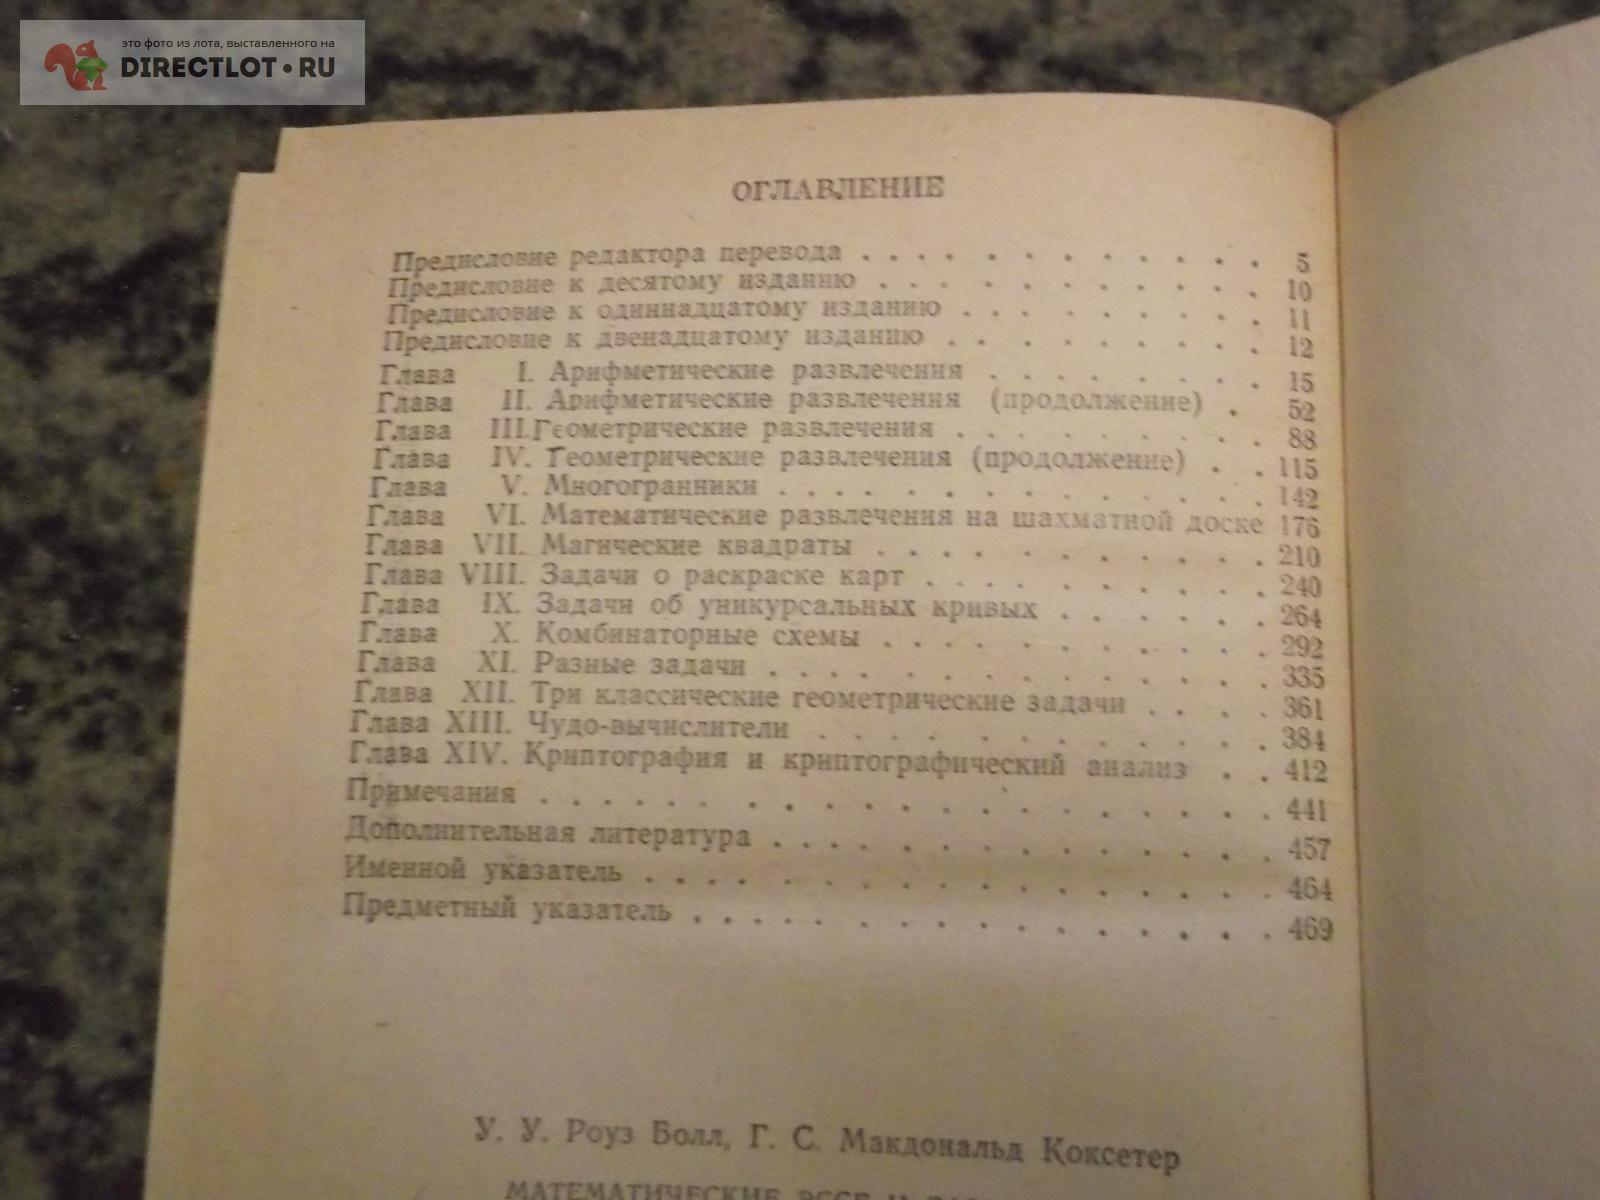 это фото из лота, выставленного на
DIRECTLOT.RU
ОГЛАВЛЕНИЕ
Предисловие редактора перевода . . . . . . . . . . . . . 5
Предисловие к десятому изданию . . . . . . . . . . . . 10
Предисловие к одиннадцатому изданию . . . . . . . . . 11
Предисловие к двенадцатому изданию . . . . . . . . . 12
Глава I. Арифметические развлечения . . . . . . . . 15
Глава II. Арифметические развлечения (продолжение) . 52
Глава III. Геометрические развлечения . . . . . . . . . 88
Глава IV. Геометрические развлечения (продолжение) . . 115
Глава V. Многогранники . . . . . . . . . . . . . 142
Глава VI. Математические развлечения на шахматной доске 176
Глава VII. Магические квадраты . . . . . . . . . . . 210
Глава VIII. Задачи о раскраске карт . . . . . . . . . . 240
Глава IX. Задачи об уникурсальных кривых . . . . . . 264
Глава X. Комбинаторные схемы . . . . . . . . . . . 292
Глава XI. Разные задачи . . . . . . . . . . . . . 335
Глава XII. Три классические геометрические задачи . . . . 361
Глава XIII. Чудо-вычислители . . . . . . . . . . . . 384
Глава XIV. Криптография и криптографический анализ . . 412
Примечания . . . . . . . . . . . . . . . . . . 441
Дополнительная литература . . . . . . . . . . . . . 457
Именной указатель . . . . . . . . . . . . . . . . 464
Предметный указатель . . . . . . . . . . . . . . . 469
У. У. Роуз Болл, Г. С. Макдональд Коксетер
МАТЕМАТИЧЕСКИЕ ЭССЕ И